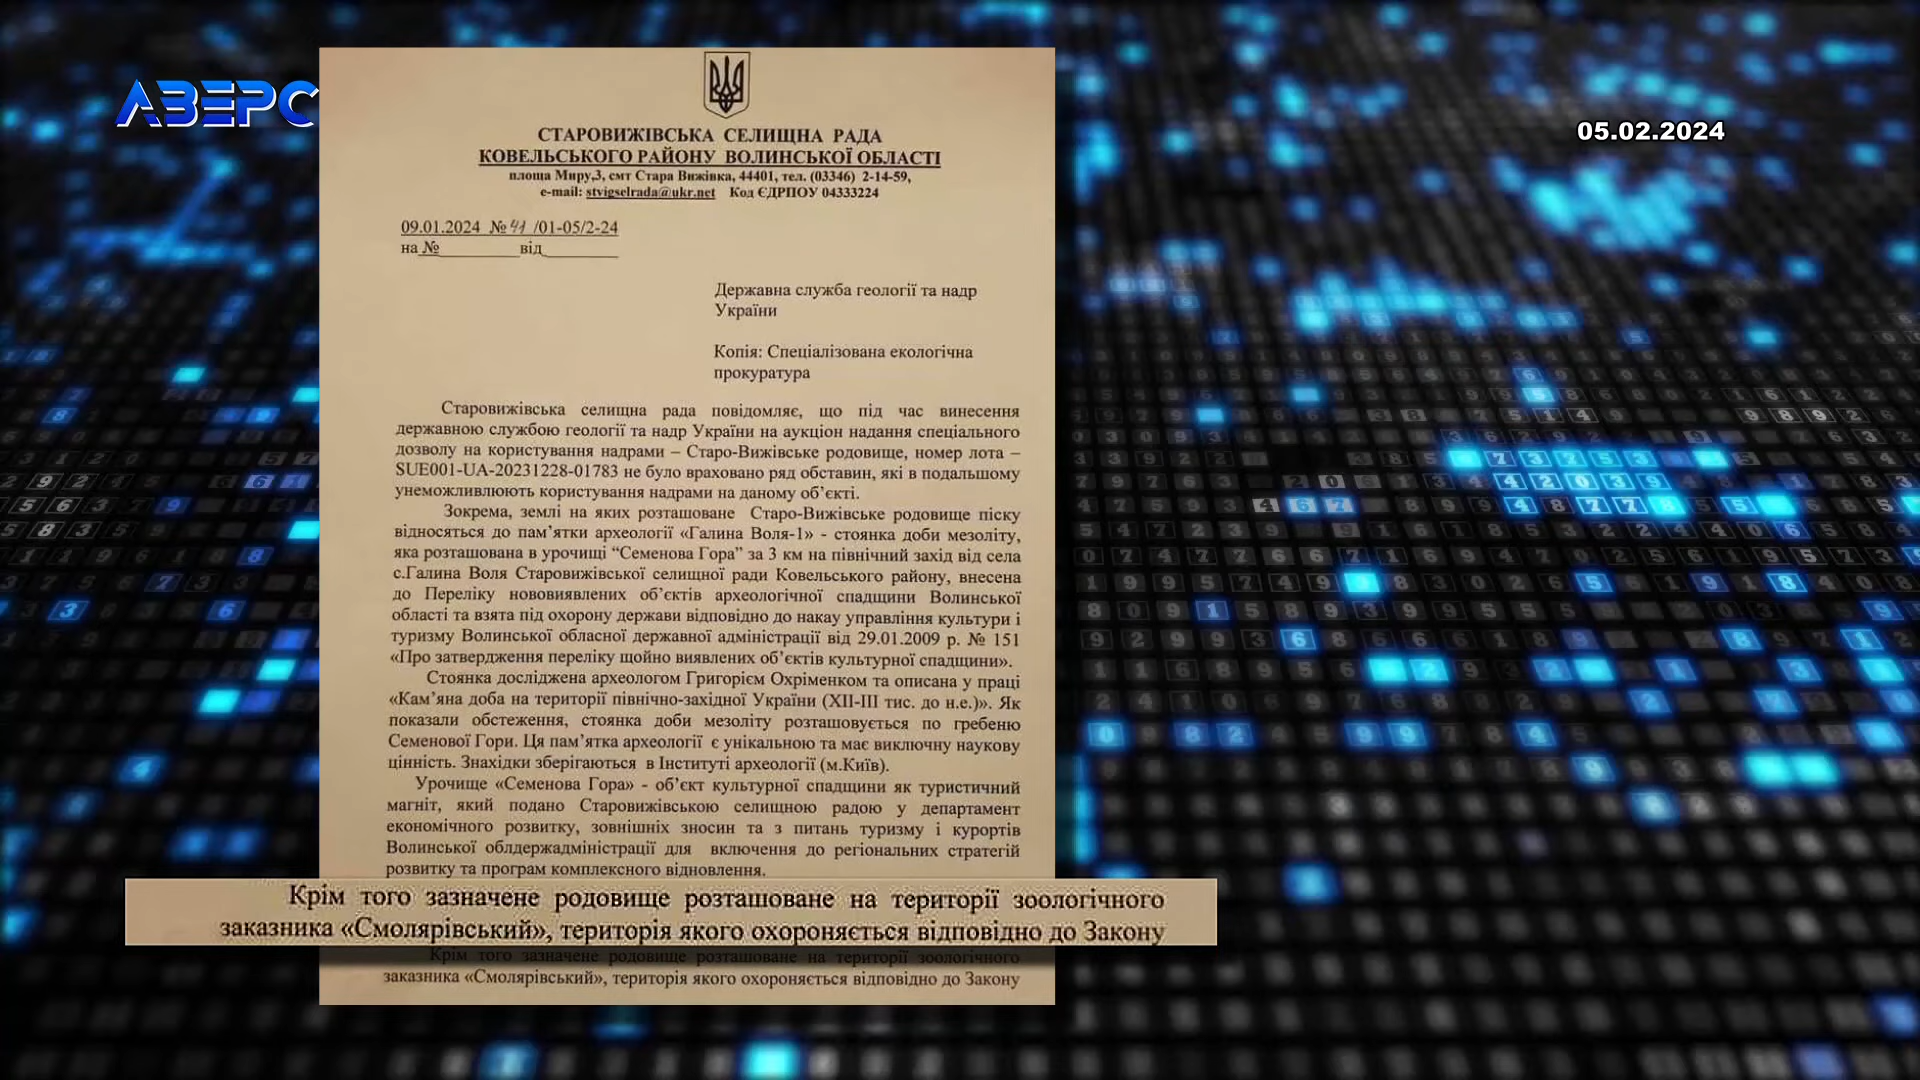 АВЕРС
05.02.2024
СТАРОВИЖІВСЬКА СЕЛИЩНА РАДА
КОВЕЛЬСЬКОГО РАЙОНУ ВОЛИНСЬКОЇ ОБЛАСТІ
площа Миру,3, смт Стара Вижівка, 44401, тел. (03346) 2-14-59,
e-mail: stvigselrada@ukr.net Код ЄДРПОУ 04333224
09.01.2024 № 41 /01-05/2-24
на № __________ від __________
Державна служба геології та надр
України
Копія: Спеціалізована екологічна
прокуратура
Старовижівська селищна рада повідомляє, що під час винесення
державною службою геології та надр України на аукціон надання спеціального
дозволу на користування надрами – Старо-Вижівське родовище, номер лота –
SUE001-UA-20231228-01783 не було враховано ряд обставин, які в подальшому
унеможливлюють користування надрами на даному об’єкті.
Зокрема, землі на яких розташоване Старо-Вижівське родовище піску
відносяться до пам’ятки археології «Галина Воля-1» - стоянка доби мезоліту,
яка розташована в урочищі “Семенова Гора” за 3 км на північний захід від села
с.Галина Воля Старовижівської селищної ради Ковельського району, внесена
до Переліку нововиявлених об’єктів археологічної спадщини Волинської
області та взята під охорону держави відповідно до накау управління культури і
туризму Волинської обласної державної адміністрації від 29.01.2009 р. № 151
«Про затвердження переліку щойно виявлених об’єктів культурної спадщини».
Стоянка досліджена археологом Григорієм Охріменком та описана у праці
«Кам’яна доба на території північно-західної України (XII-III тис. до н.е.)». Як
показали обстеження, стоянка доби мезоліту розташовується по гребеню
Семенової Гори. Ця пам’ятка археології є унікальною та має виключну наукову
цінність. Знахідки зберігаються в Інституті археології (м.Київ).
Урочище «Семенова Гора» - об’єкт культурної спадщини як туристичний
магніт, який подано Старовижівською селищною радою у департамент
економічного розвитку, зовнішніх зносин та з питань туризму і курортів
Волинської облдержадміністрації для включення до регіональних стратегій
розвитку та програм комплексного відновлення.
Крім того зазначене родовище розташоване на території зоологічного
заказника «Смолярівський», територія якого охороняється відповідно до Закону
Крім того зазначене родовище розташоване на території зоологічного
заказника «Смолярівський», територія якого охороняється відповідно до Закону